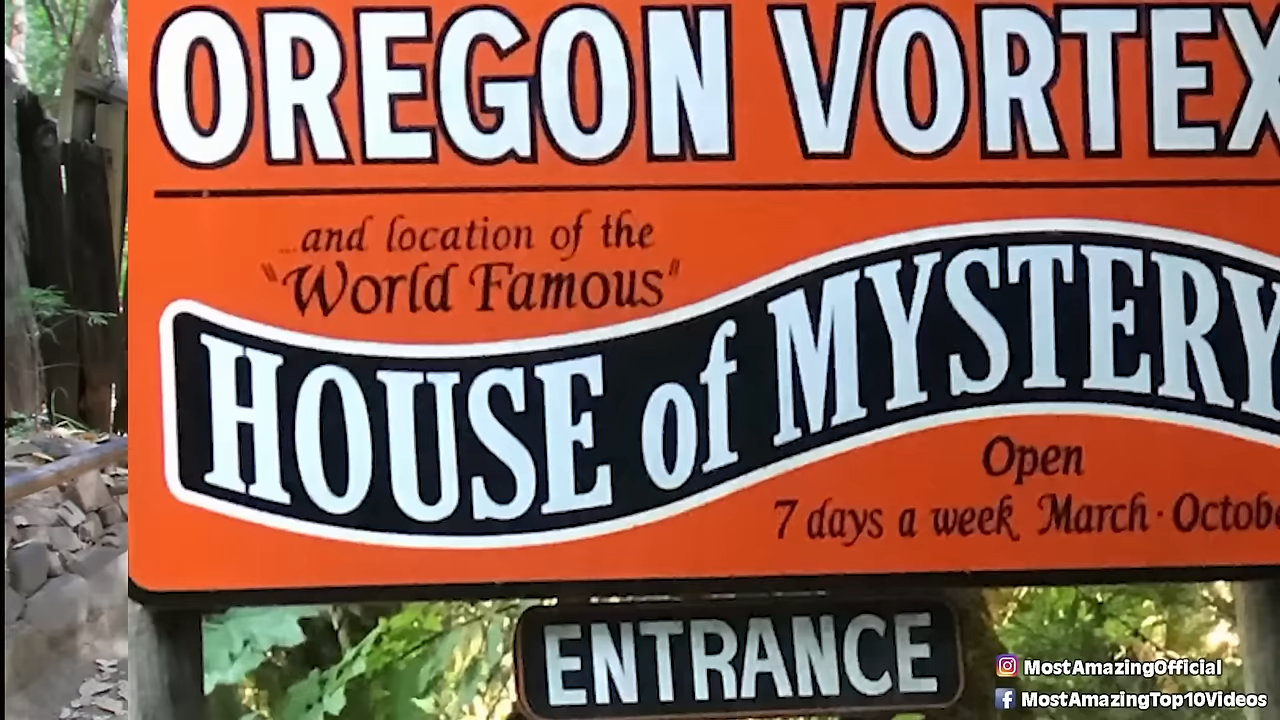 OREGON VORTEX
...and location of the
"World Famous"
HOUSE of MYSTERY
Open
7 days a week March · Octob
ENTRANCE
MostAmazingOfficial
MostAmazingTop10Videos